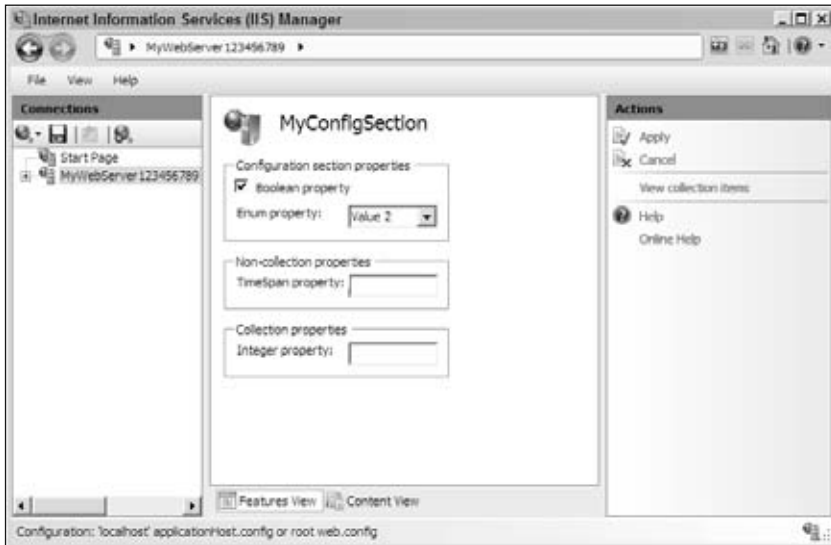 Internet Information Services (IIS) Manager
MyWebServer123456789
File View Help
Connections
Start Page
MyWebServer123456789
MyConfigSection
Configuration section properties
Boolean property
Enum property: Value 2
Non-collection properties
TimeSpan property:
Collection properties
Integer property:
Features View Content View
Actions
Apply
Cancel
View collection items
Help
Online Help
Configuration: 'localhost' applicationHost.config or root web.config